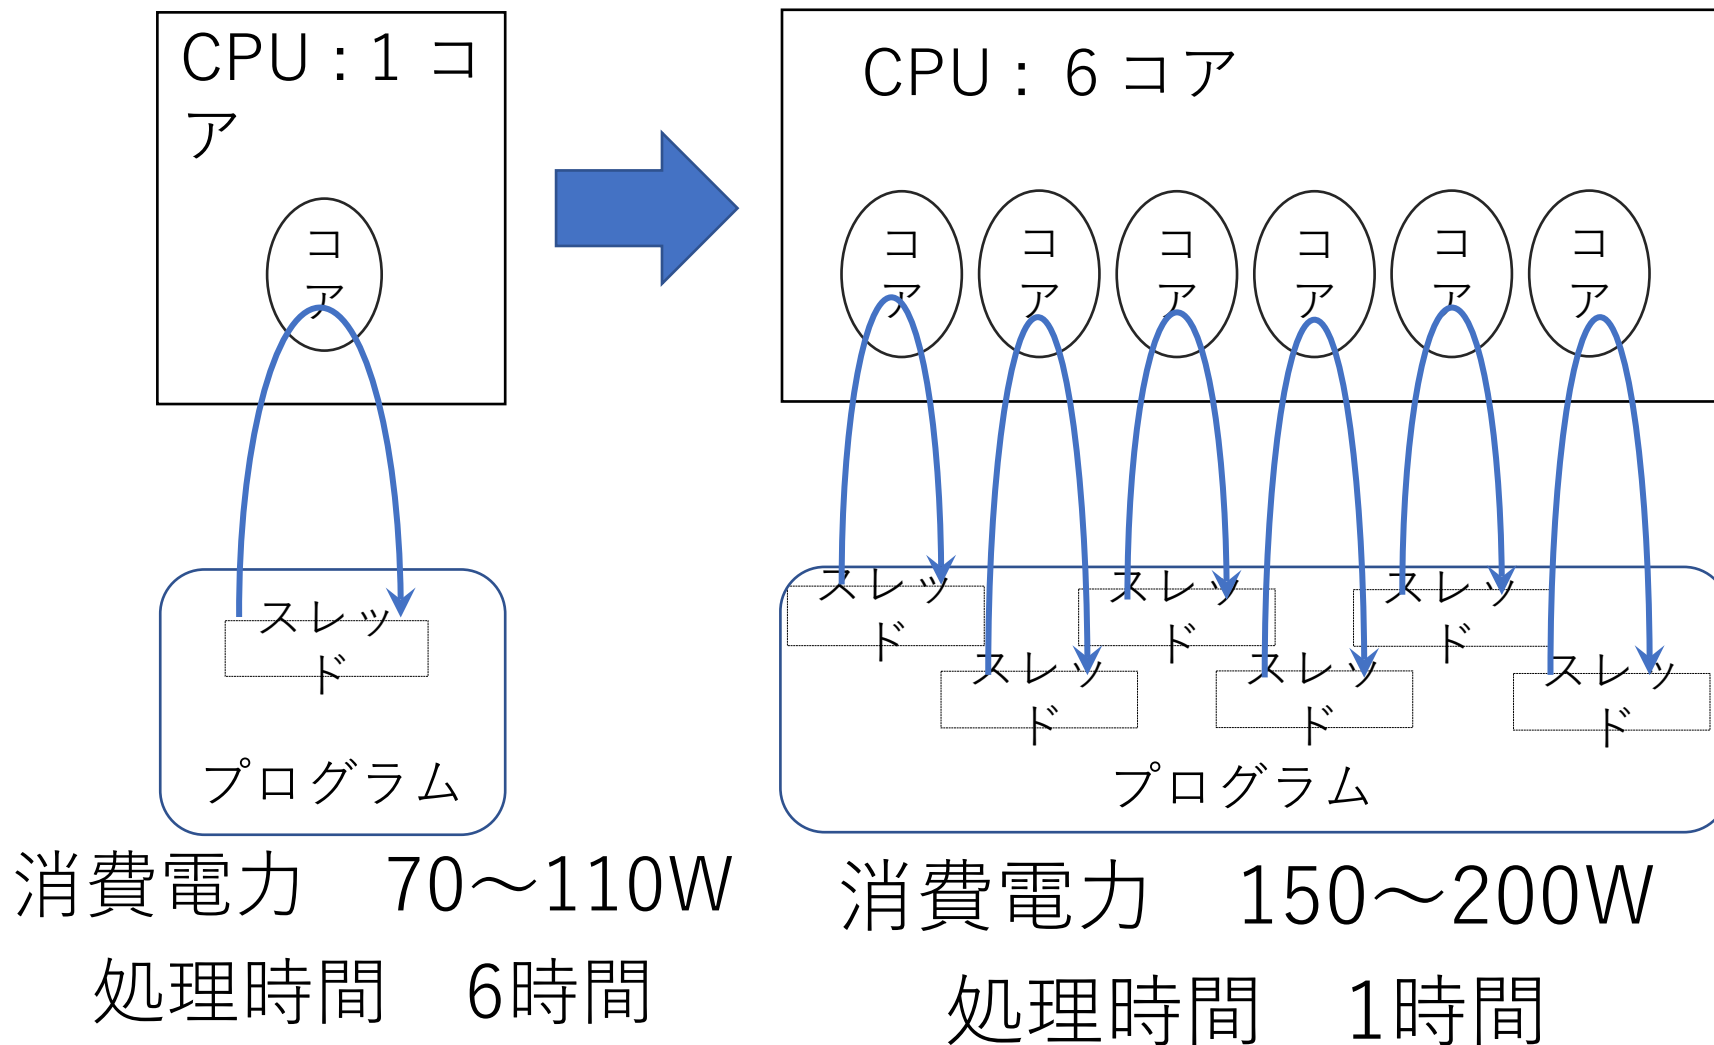 CPU：1 コ
ア
コ
ア
スレッ
ド
プログラム
消費電力　70～110W
処理時間　6時間
CPU： 6 コア
コ
ア
コ
ア
コ
ア
コ
ア
コ
ア
コ
ア
スレッ
ド
スレッ
ド
スレッ
ド
スレッ
ド
スレッ
ド
スレッ
ド
プログラム
消費電力　150～200W
処理時間　1時間